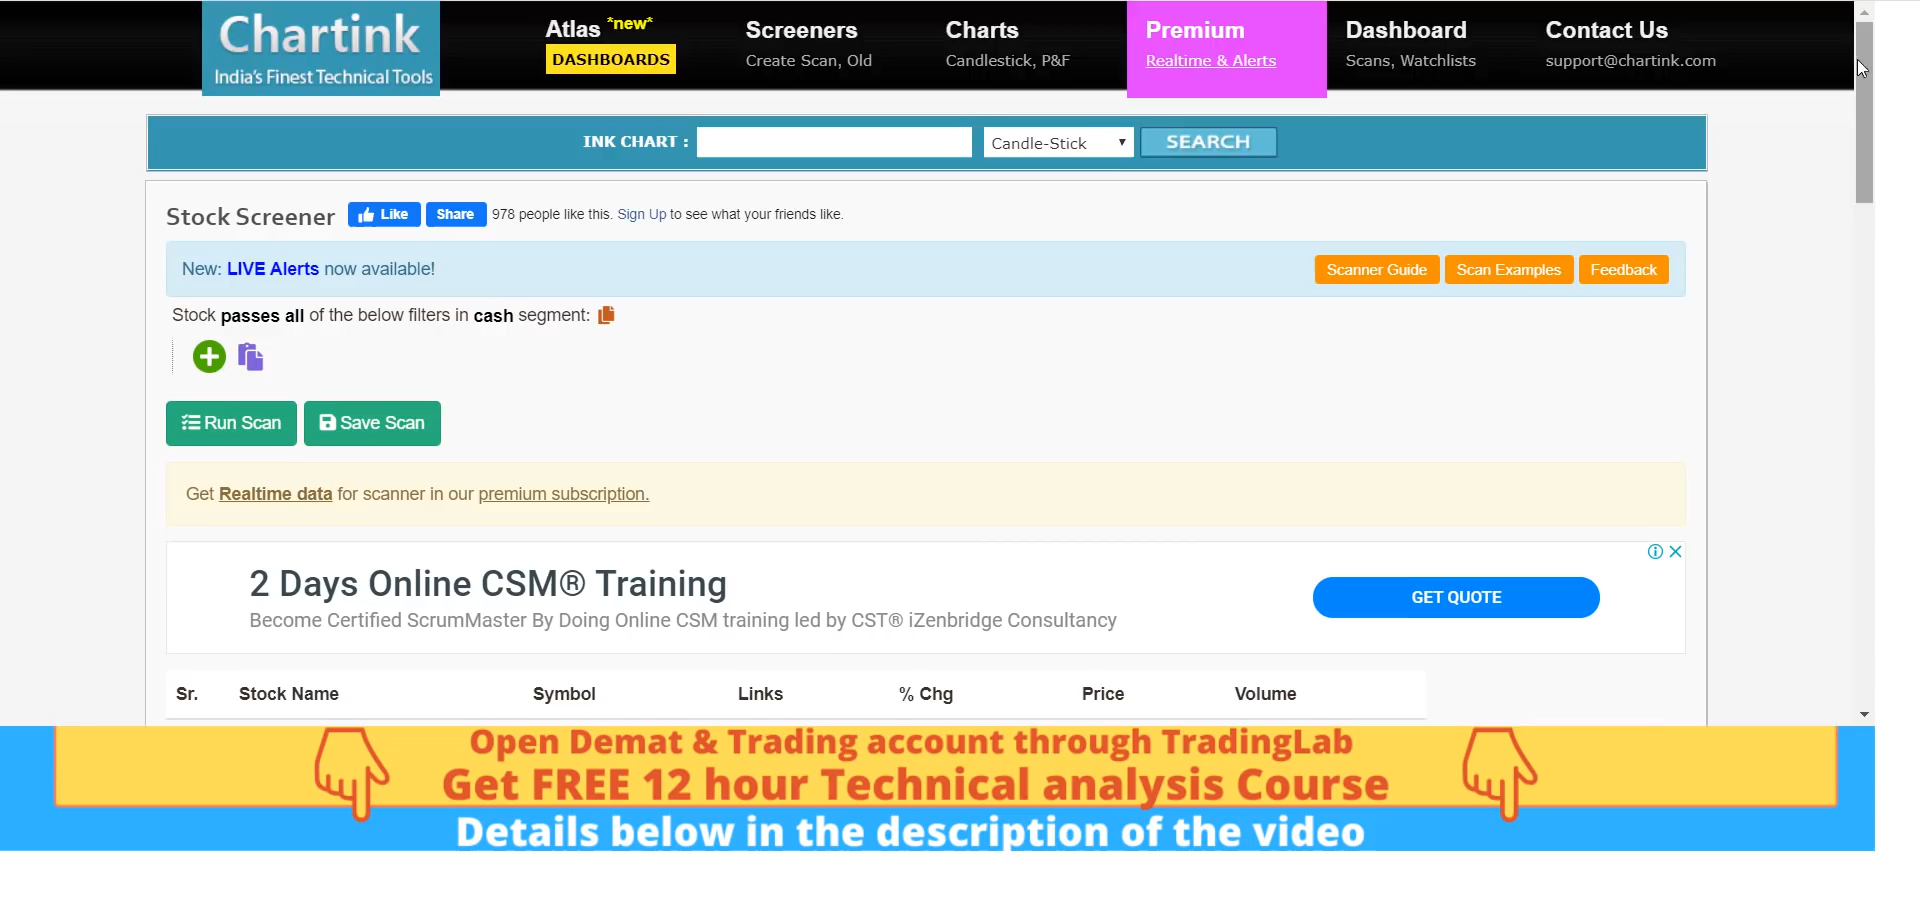 Chartink
India's Finest Technical Tools
Atlas *new*
DASHBOARDS
Screeners
Create Scan, Old
Charts
Candlestick, P&F
Premium
Realtime & Alerts
Dashboard
Scans, Watchlists
Contact Us
support@chartink.com
INK CHART : Candle-Stick SEARCH
Stock Screener Like Share 978 people like this. Sign Up to see what your friends like.
New: LIVE Alerts now available! Scanner Guide Scan Examples Feedback
Stock passes all of the below filters in cash segment:
Run Scan Save Scan
Get Realtime data for scanner in our premium subscription.
2 Days Online CSM® Training
Become Certified ScrumMaster By Doing Online CSM training led by CST® iZenbridge Consultancy
GET QUOTE
Sr. Stock Name Symbol Links % Chg Price Volume
Open Demat & Trading account through TradingLab
Get FREE 12 hour Technical analysis Course
Details below in the description of the video